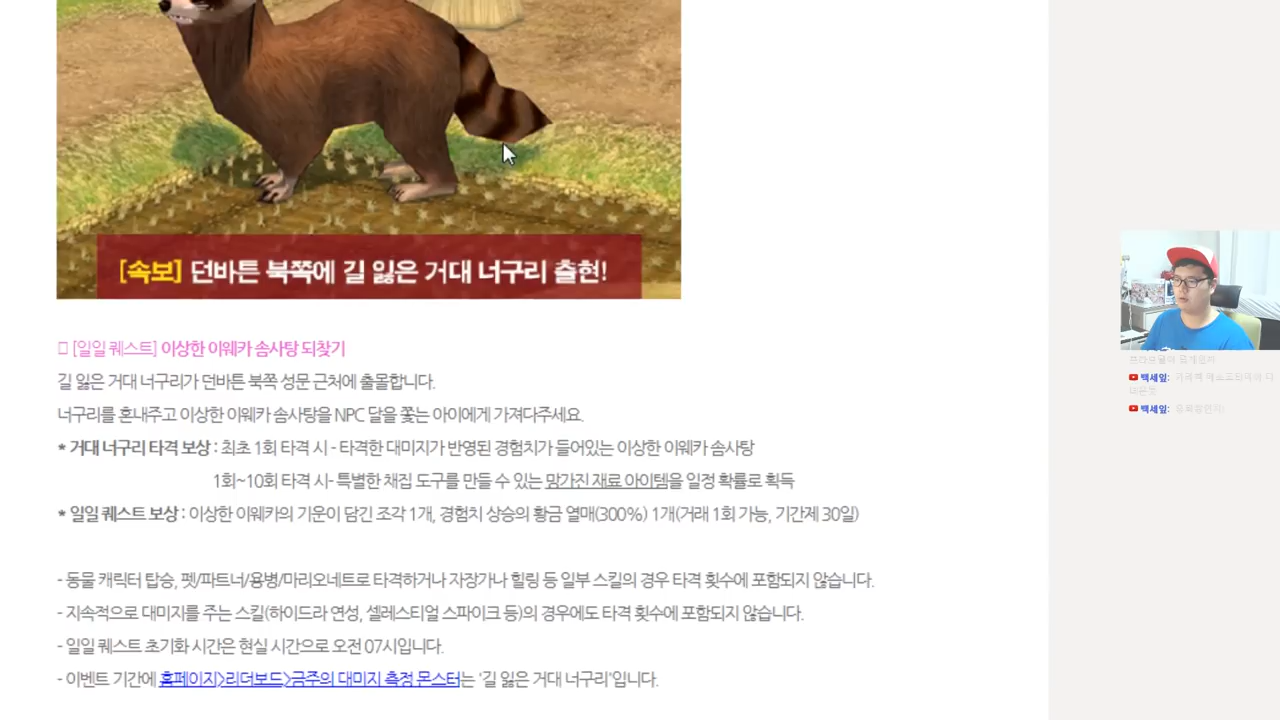 [속보] 던바튼 북쪽에 길 잃은 거대 너구리 출현!
[일일 퀘스트] 이상한 이웨카 솜사탕 되찾기
길 잃은 거대 너구리가 던바튼 북쪽 성문 근처에 출몰합니다.
너구리를 혼내주고 이상한 이웨카 솜사탕을 NPC 달을 쫓는 아이에게 가져다주세요.
* 거대 너구리 타격 보상 : 최초 1회 타격 시 - 타격한 대미지가 반영된 경험치가 들어있는 이상한 이웨카 솜사탕
1회~10회 타격 시- 특별한 채집 도구를 만들 수 있는 망가진 재료 아이템을 일정 확률로 획득
* 일일 퀘스트 보상 : 이상한 이웨카의 기운이 담긴 조각 1개, 경험치 상승의 황금 열매(300%) 1개(거래 1회 가능, 기간제 30일)
- 동물 캐릭터 탑승, 펫/파트너/용병/마리오네트로 타격하거나 자장가나 힐링 등 일부 스킬의 경우 타격 횟수에 포함되지 않습니다.
- 지속적으로 대미지를 주는 스킬(하이드라 연성, 셀레스티얼 스파이크 등)의 경우에도 타격 횟수에 포함되지 않습니다.
- 일일 퀘스트 초기화 시간은 현실 시간으로 오전 07시입니다.
- 이벤트 기간에 홈페이지>리더보드>금주의 대미지 측정 몬스터는 '길 잃은 거대 너구리'입니다.
백세잎:
백세잎: